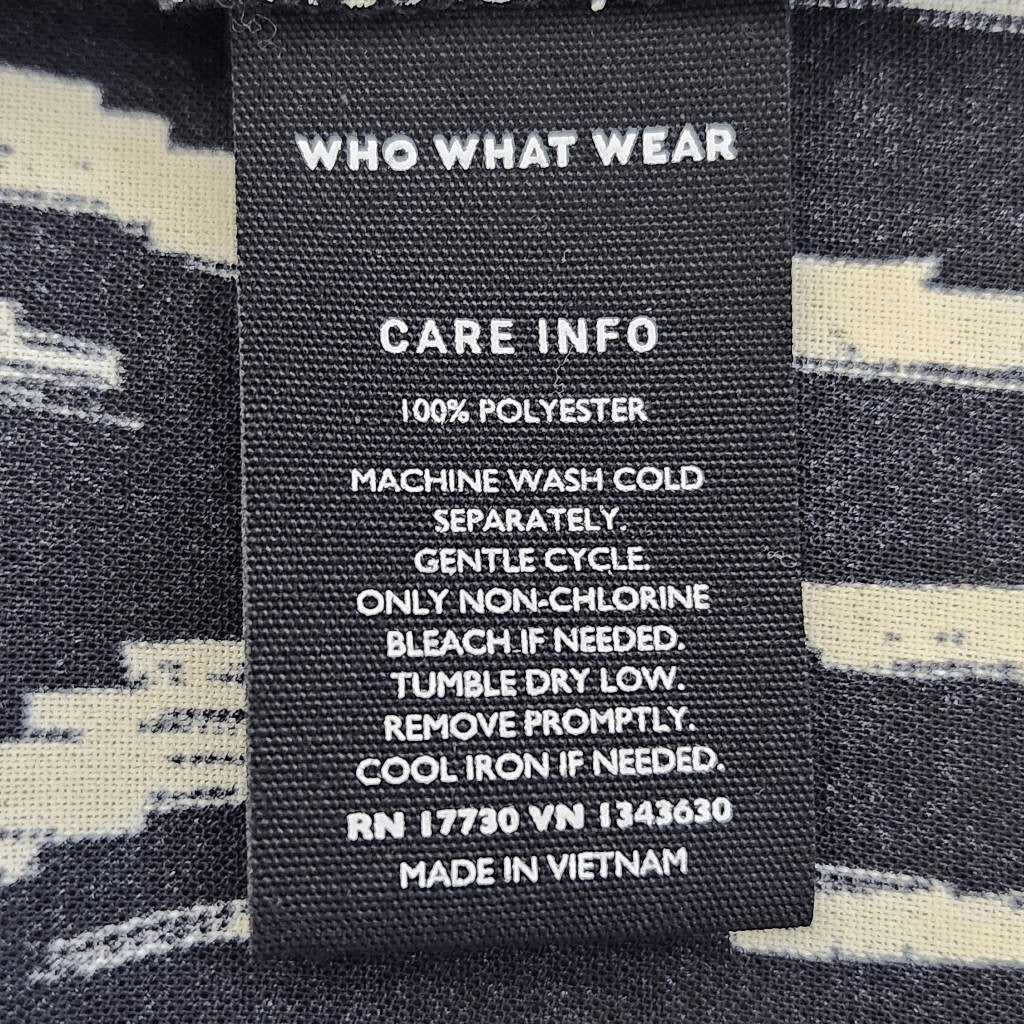 WHO WHAT WEAR
CARE INFO
100% POLYESTER
MACHINE WASH COLD
SEPARATELY.
GENTLE CYCLE.
ONLY NON-CHLORINE
BLEACH IF NEEDED.
TUMBLE DRY LOW.
REMOVE PROMPTLY.
COOL IRON IF NEEDED.
RN 17730 VN 1343630
MADE IN VIETNAM